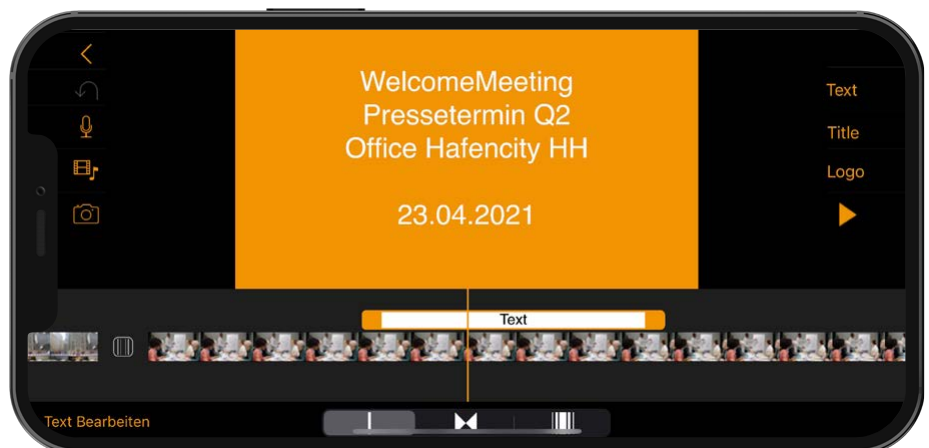 WelcomeMeeting
Pressetermin Q2
Office Hafencity HH
23.04.2021
Text
Title
Logo
Text
Text Bearbeiten